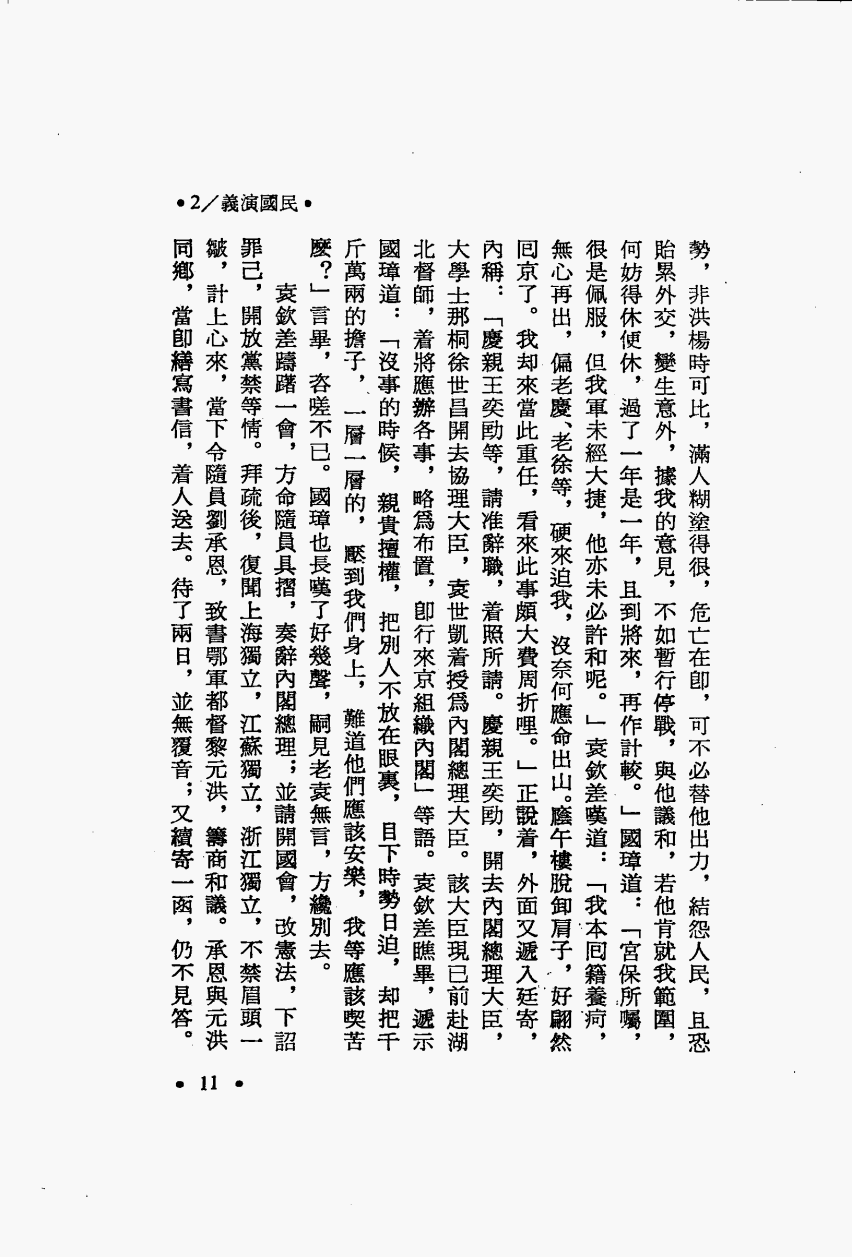 •2/義演國民•
勢，非洪楊時可比，滿人糊塗得很，危亡在卽，可不必替他出力，結怨人民，且恐
貽累外交，變生意外，據我的意見，不如暫行停戰，與他議和，若他肯就我範圍，
何妨得休便休，過了一年是一年，且到將來，再作計較。」國璋道：「宮保所囑，
很是佩服，但我軍未經大捷，他亦未必許和呢。」袁欽差嘆道：「我本回籍養疴，
無心再出，偏老慶、老徐等，硬來迫我，沒奈何應命出山。蔭午樓脫卸肩子，好翩然
回京了。我却來當此重任，看來此事頗大費周折哩。」正說着，外面又遞入廷寄，
內稱：「慶親王奕劻等，請准辭職，着照所請。慶親王奕劻，開去內閣總理大臣，
大學士那桐徐世昌開去協理大臣，袁世凱着授爲內閣總理大臣。該大臣現已前赴湖
北督師，着將應辦各事，略爲布置，卽行來京組織內閣」等語。袁欽差瞧畢，遞示
國璋道：「沒事的時候，親貴擅權，把別人不放在眼裏，目下時勢日迫，却把千
斤萬兩的擔子，一層一層的，壓到我們身上，難道他們應該安樂，我等應該喫苦
麼？」言畢，咨嗟不已。國璋也長嘆了好幾聲，嗣見老袁無言，方纔別去。
袁欽差躊躇一會，方命隨員具摺，奏辭內閣總理；並請開國會，改憲法，下詔
罪己，開放黨禁等情。拜疏後，復聞上海獨立，江蘇獨立，浙江獨立，不禁眉頭一
皺，計上心來，當下令隨員劉承恩，致書鄂軍都督黎元洪，籌商和議。承恩與元洪
同鄉，當卽繕寫書信，着人送去。待了兩日，並無覆音；又續寄一函，仍不見答。
• 11 •